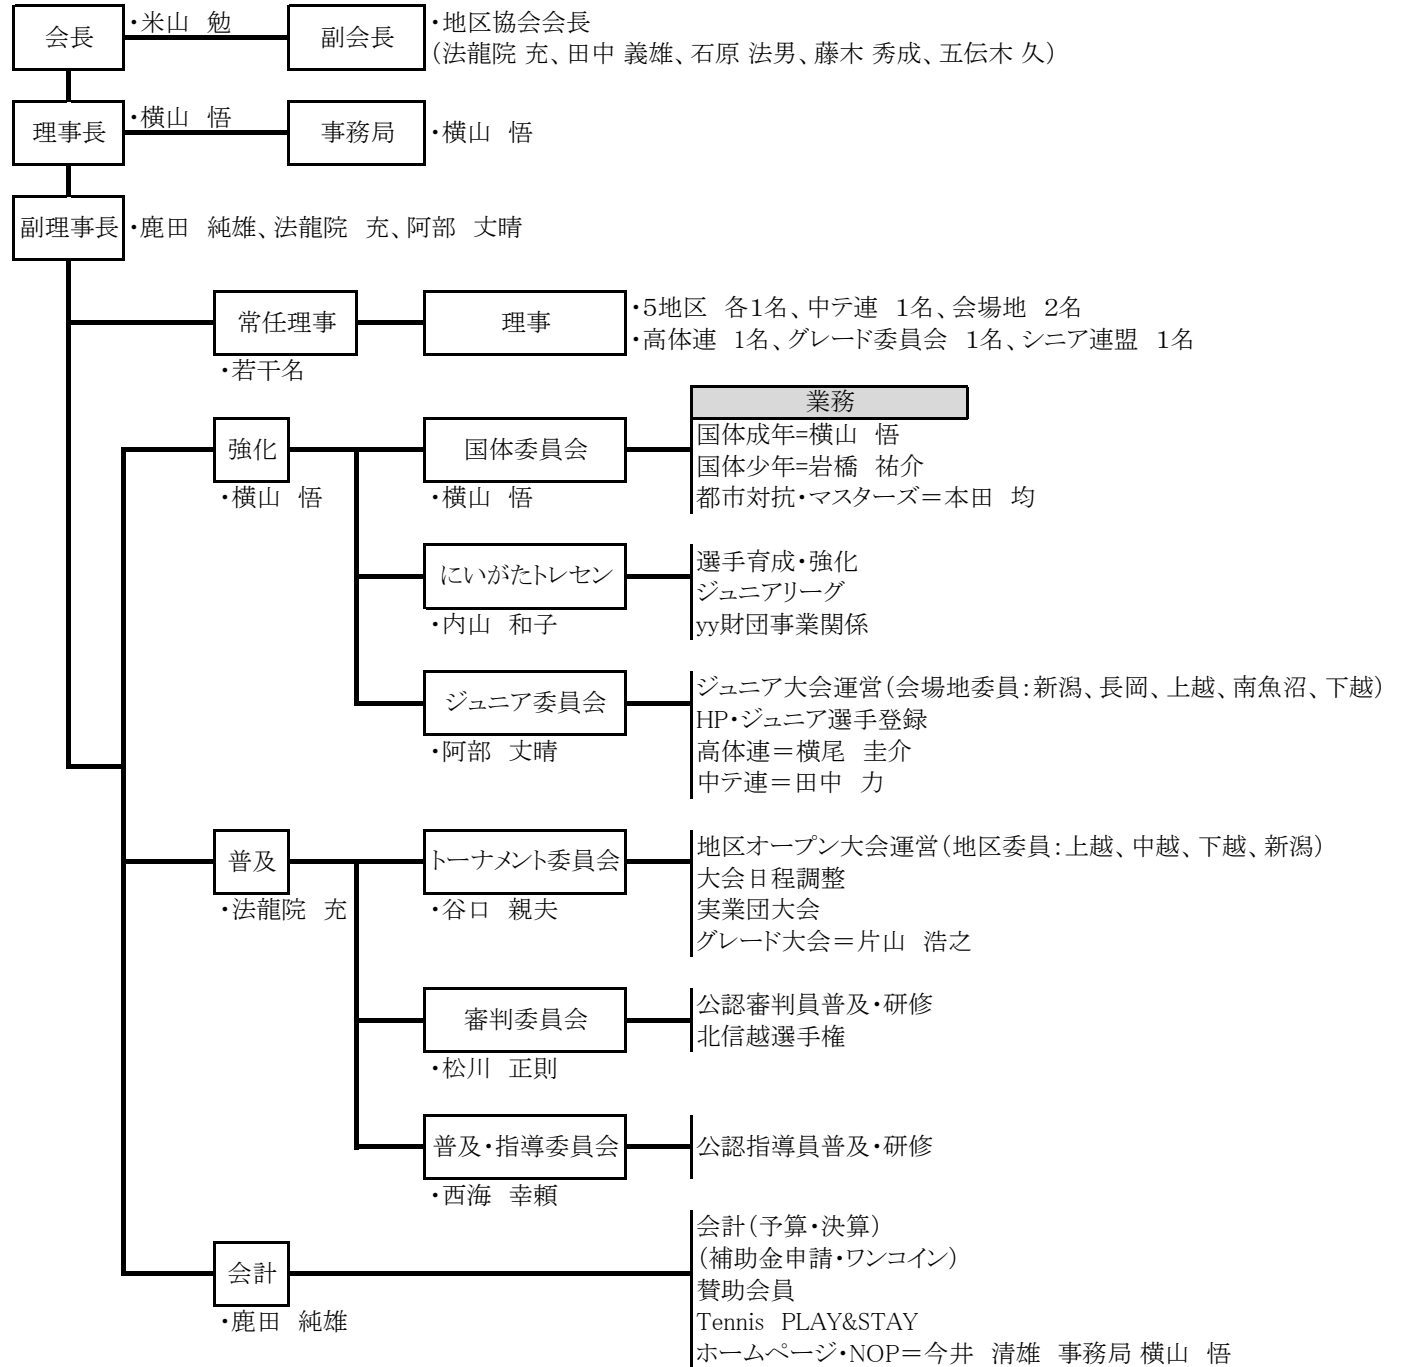 会長
・米山　勉
副会長
・地区協会会長
(法龍院 充、田中 義雄、石原 法男、藤木 秀成、五伝木 久)
理事長
・横山　悟
事務局
・横山　悟
副理事長
・鹿田　純雄、法龍院　充、阿部　丈晴
常任理事
・若干名
理事
・5地区　各1名、中テ連　1名、会場地　2名
・高体連　1名、グレード委員会　1名、シニア連盟　1名
業務
強化
・横山　悟
国体委員会
・横山　悟
国体成年=横山　悟
国体少年=岩橋　祐介
都市対抗・マスターズ＝本田　均
にいがたトレセン
・内山　和子
選手育成・強化
ジュニアリーグ
yy財団事業関係
ジュニア委員会
・阿部　丈晴
ジュニア大会運営(会場地委員:新潟、長岡、上越、南魚沼、下越)
HP・ジュニア選手登録
高体連＝横尾　圭介
中テ連＝田中　力
普及
・法龍院　充
トーナメント委員会
・谷口　親夫
地区オープン大会運営(地区委員:上越、中越、下越、新潟)
大会日程調整
実業団大会
グレード大会＝片山　浩之
審判委員会
・松川　正則
公認審判員普及・研修
北信越選手権
普及・指導委員会
・西海　幸頼
公認指導員普及・研修
会計
・鹿田　純雄
会計(予算・決算)
(補助金申請・ワンコイン)
賛助会員
Tennis PLAY&STAY
ホームページ・NOP＝今井　清雄　事務局 横山　悟